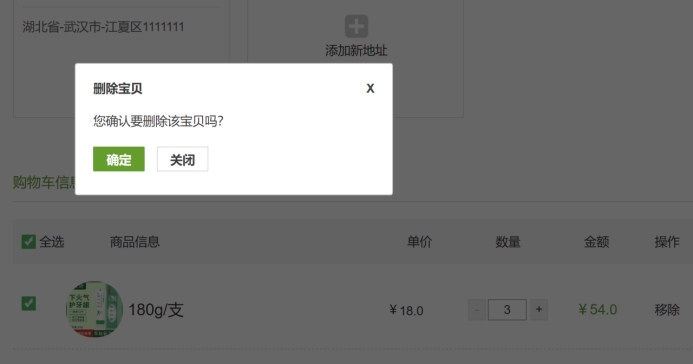 湖北省-武汉市-江夏区1111111
添加新地址
删除宝贝 X
您确认要删除该宝贝吗?
确定 关闭
购物车信息
全选 商品信息 单价 数量 金额 操作
下火气
护牙龈
180g/支 ¥18.0 - 3 + ¥54.0 移除